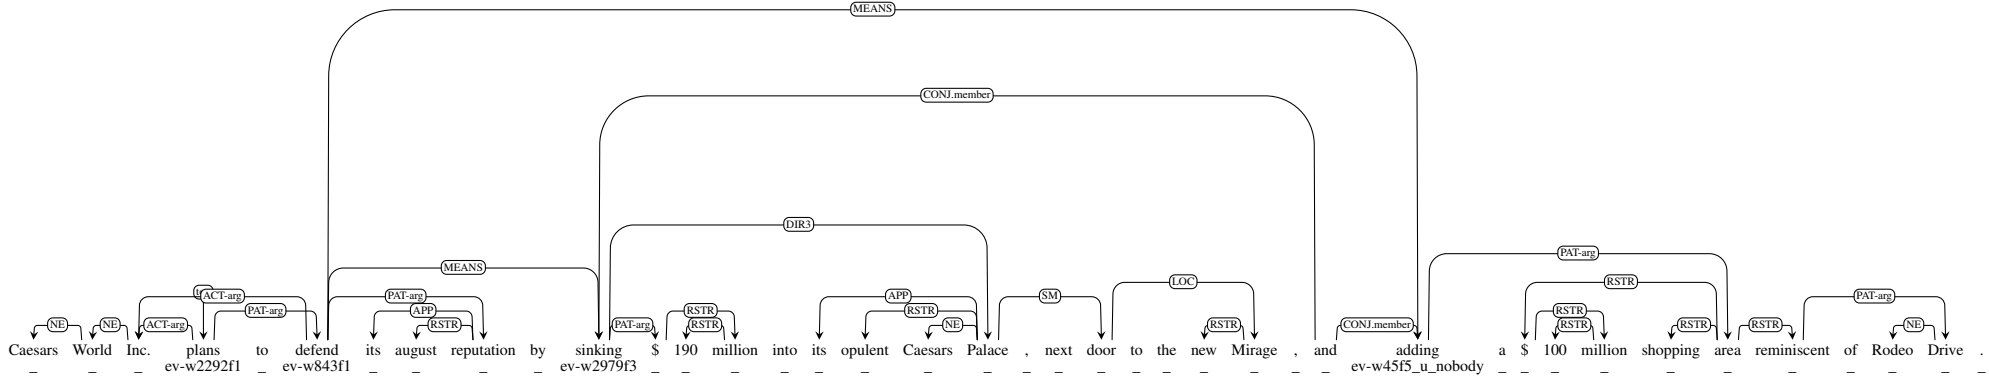 MEANS
CONJ.member
DIR3
PAT-arg
MEANS
LOC RSTR
ACT-arg PAT-arg APP SM PAT-arg
PAT-arg APP RSTR RSTR RSTR
NE NE ACT-arg RSTR PAT-arg RSTR NE RSTR CONJ.member RSTR RSTR RSTR NE
Caesars World Inc. plans to defend its august reputation by sinking $ 190 million into its opulent Caesars Palace , next door to the new Mirage , and adding a $ 100 million shopping area reminiscent of Rodeo Drive .
_ _ _ ev-w2292f1 _ ev-w843f1 _ _ _ _ ev-w2979f3 _ _ _ _ _ _ _ _ _ _ _ _ _ _ _ _ _ ev-w45f5_u_nobody _ _ _ _ _ _ _ _ _ _ _